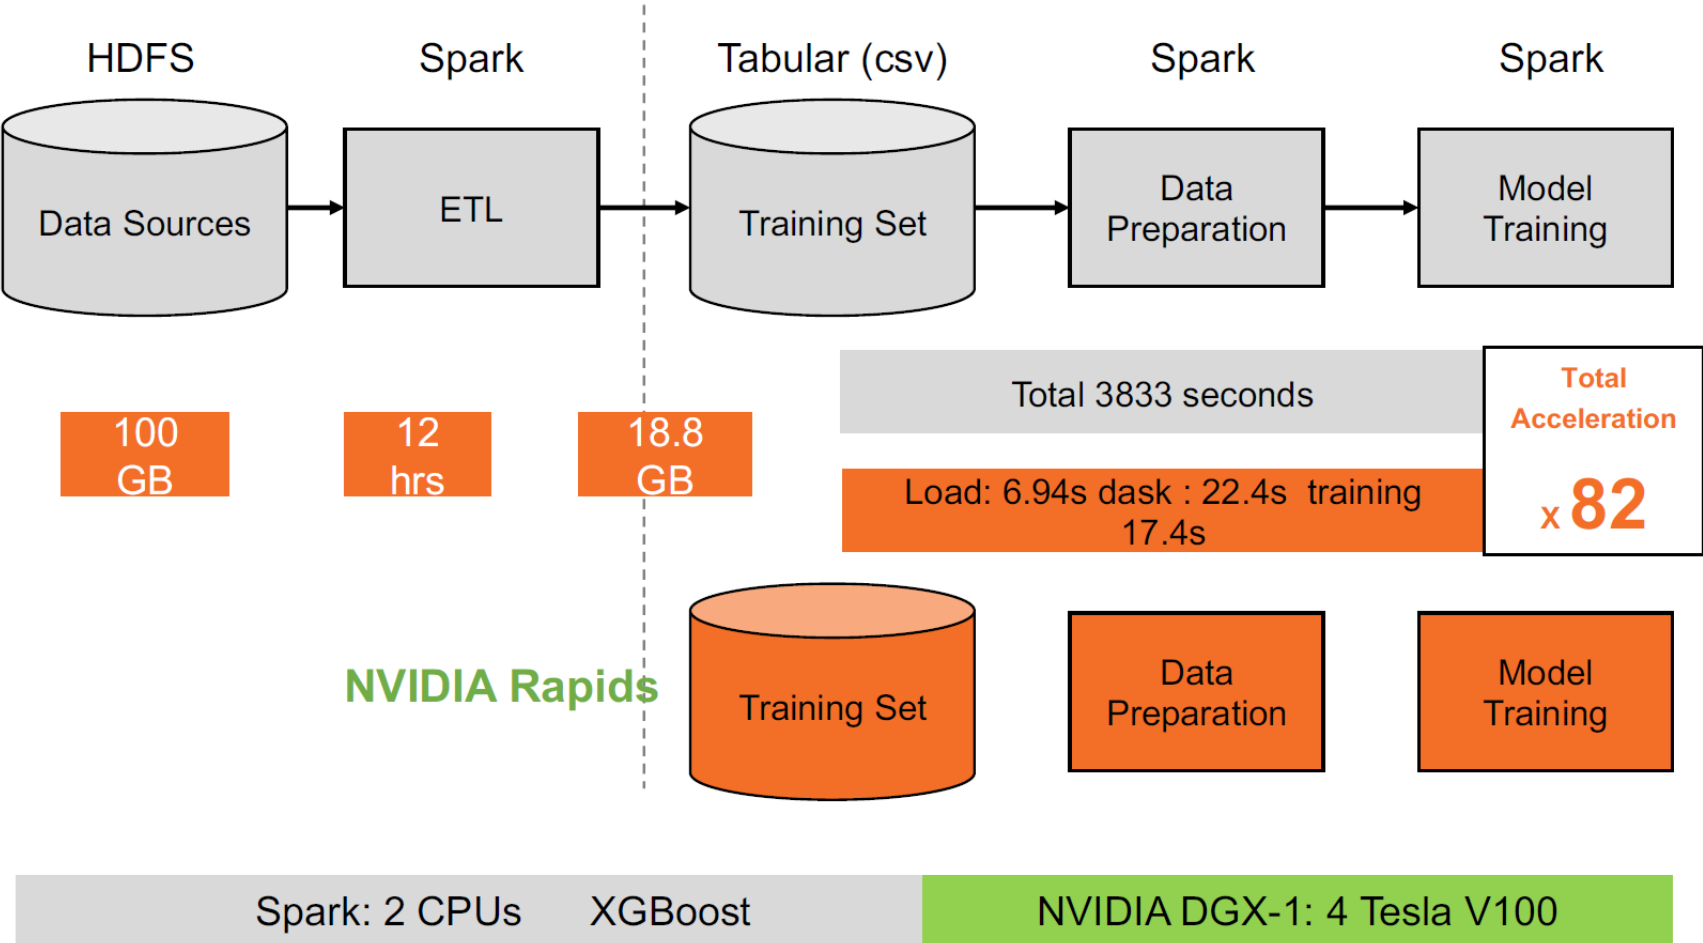 HDFS
Spark
Tabular (csv)
Spark
Spark
Data Sources
ETL
Training Set
Data
Preparation
Model
Training
100
GB
12
hrs
18.8
GB
Total 3833 seconds
Load: 6.94s dask : 22.4s  training
17.4s
Total
Acceleration
x 82
NVIDIA Rapids
Training Set
Data
Preparation
Model
Training
Spark: 2 CPUs
XGBoost
NVIDIA DGX-1: 4 Tesla V100